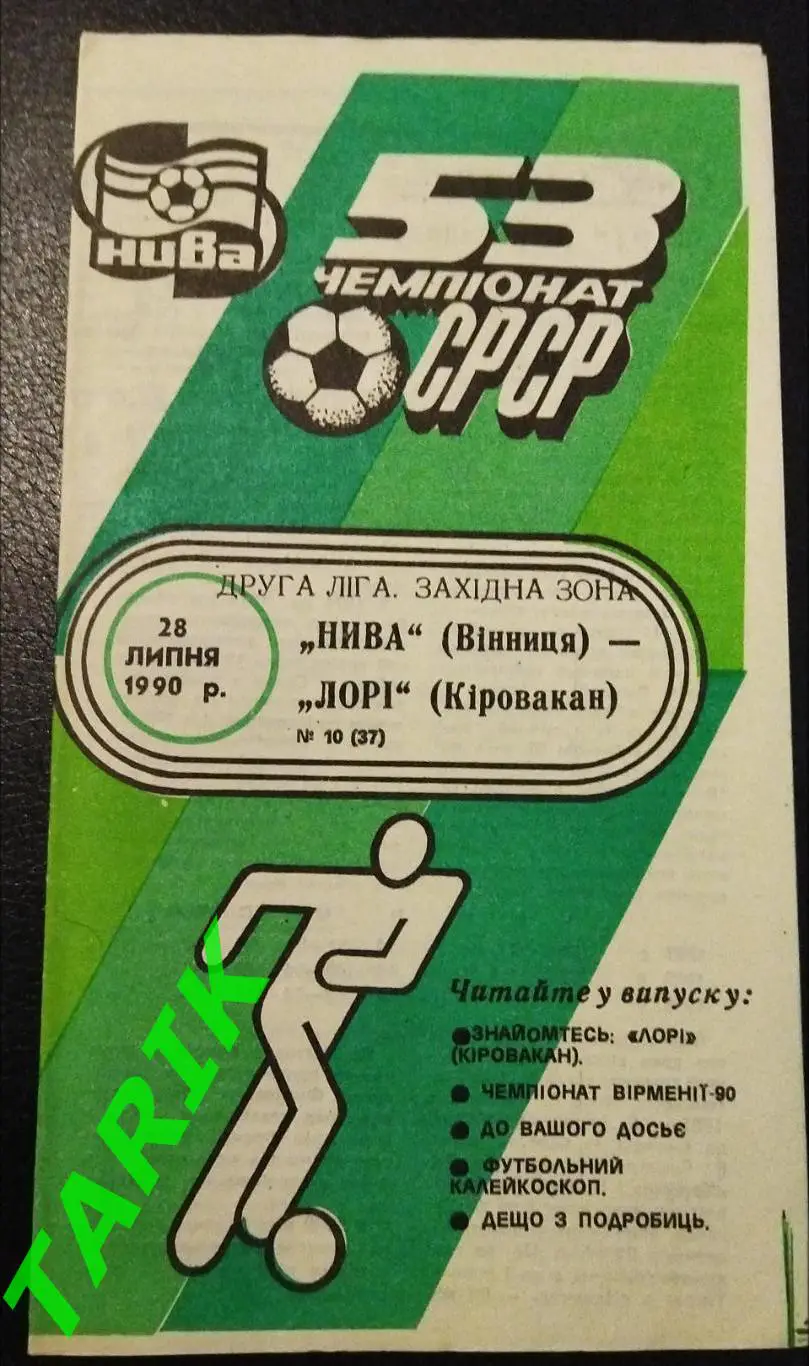 нива
53
ЧЕМПІОНАТ
СРСР
ДРУГА ЛІГА. ЗАХІДНА ЗОНА
28
ЛИПНЯ
1990 р.
„НИВА“ (Вінниця) —
„ЛОРІ“ (Кіровакан)
№ 10 (37)
Читайте у випуску:
● ЗНАЙОМТЕСЬ: «ЛОРІ»
(КІРОВАКАН).
● ЧЕМПІОНАТ ВІРМЕНІЇ-90
● ДО ВАШОГО ДОСЬЄ
● ФУТБОЛЬНИЙ
КАЛЕЙКОСКОП.
● ДЕЩО З ПОДРОБИЦЬ.
TARIK